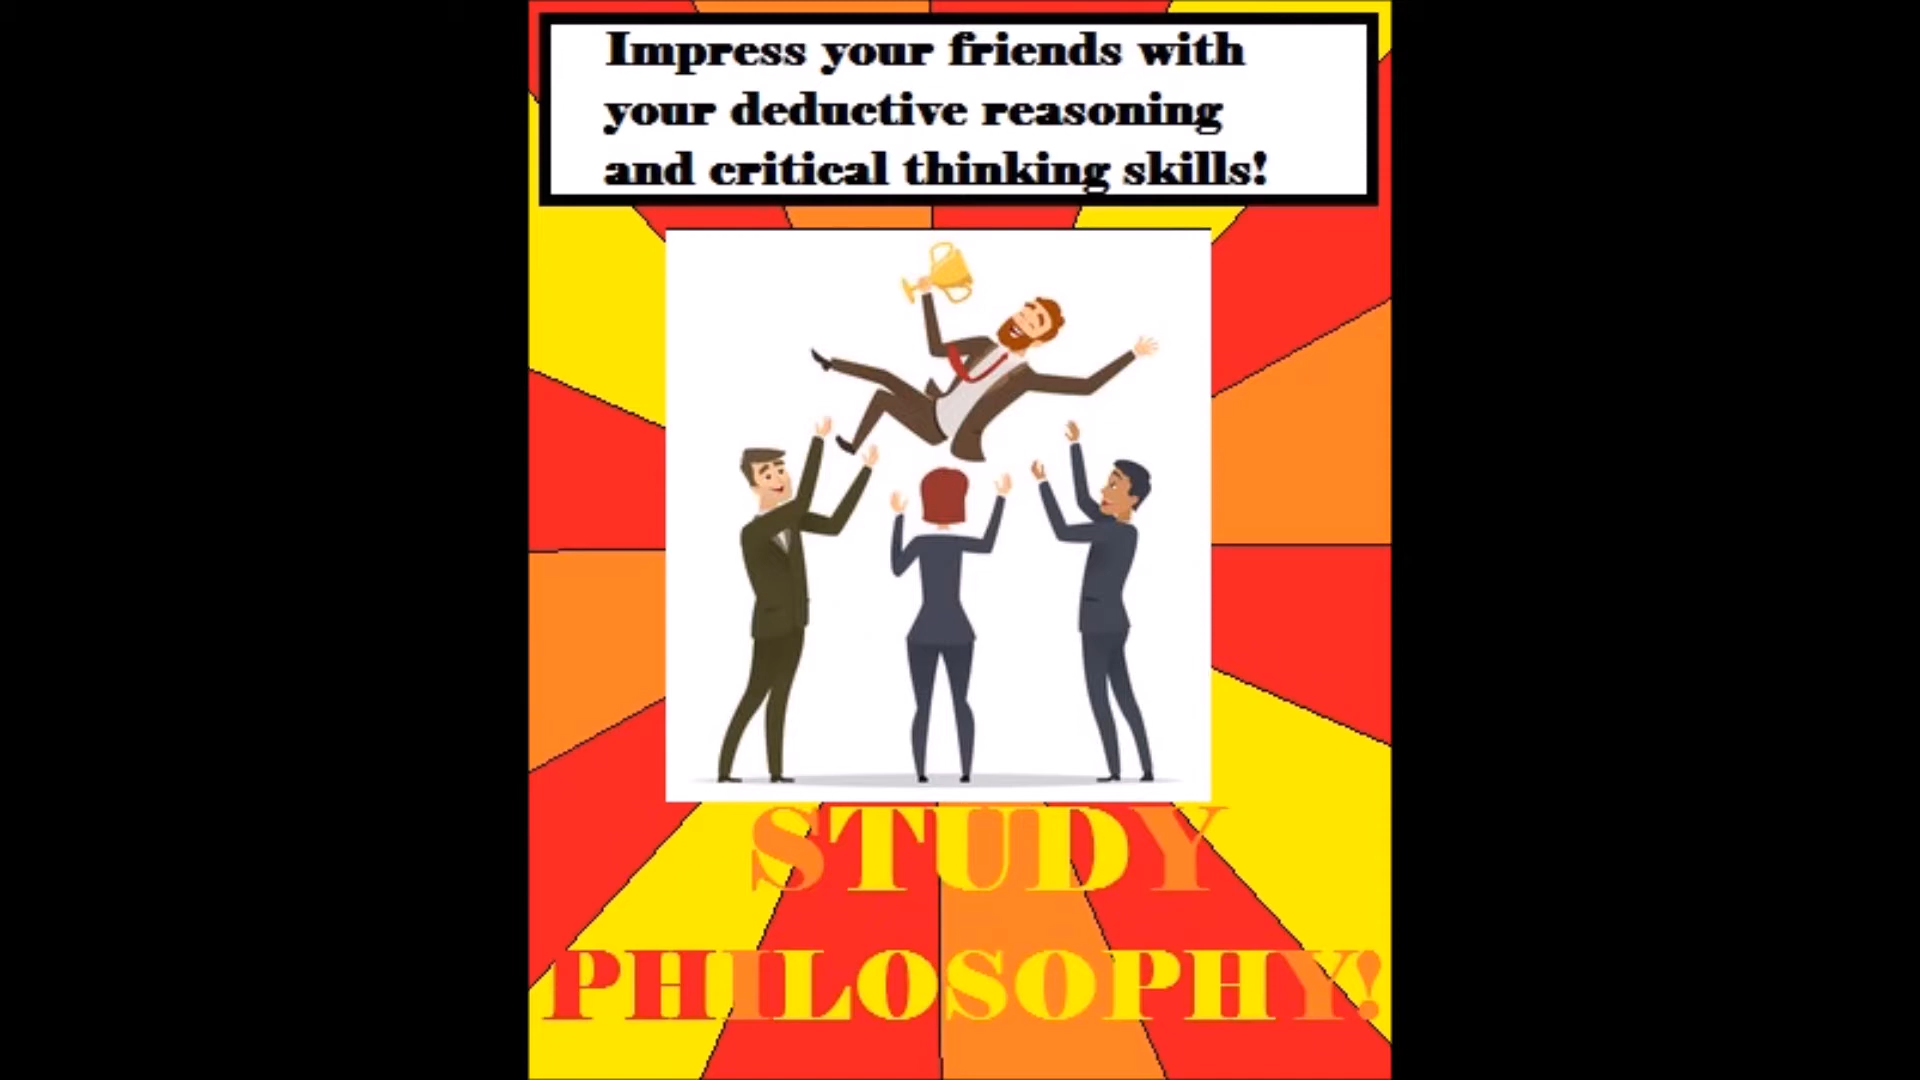 Impress your friends with
your deductive reasoning
and critical thinking skills!
STUDY
PHILOSOPHY!